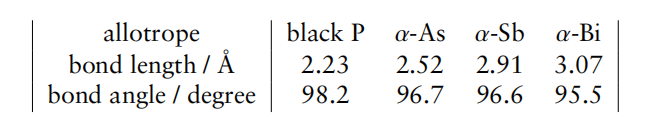 allotrope black P α-As α-Sb α-Bi
bond length / Å 2.23 2.52 2.91 3.07
bond angle / degree 98.2 96.7 96.6 95.5